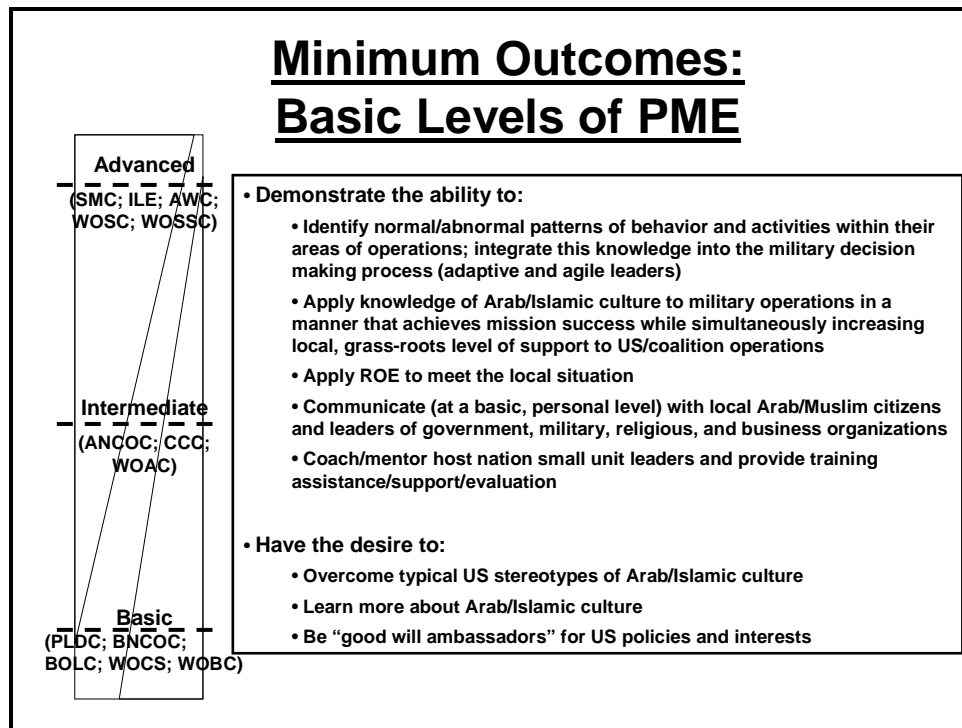 Minimum Outcomes:
Basic Levels of PME
Advanced
(SMC; ILE; AWC;
WOSC; WOSSC)
Intermediate
(ANCOC; CCC;
WOAC)
Basic
(PLDC; BNCOC;
BOLC; WOCS; WOBC)
• Demonstrate the ability to:
• Identify normal/abnormal patterns of behavior and activities within their
areas of operations; integrate this knowledge into the military decision
making process (adaptive and agile leaders)
• Apply knowledge of Arab/Islamic culture to military operations in a
manner that achieves mission success while simultaneously increasing
local, grass-roots level of support to US/coalition operations
• Apply ROE to meet the local situation
• Communicate (at a basic, personal level) with local Arab/Muslim citizens
and leaders of government, military, religious, and business organizations
• Coach/mentor host nation small unit leaders and provide training
assistance/support/evaluation
• Have the desire to:
• Overcome typical US stereotypes of Arab/Islamic culture
• Learn more about Arab/Islamic culture
• Be “good will ambassadors” for US policies and interests